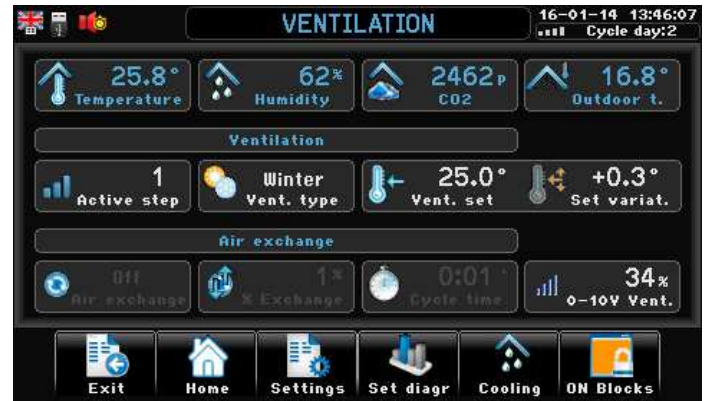 VENTILATION
16-01-14 13:46:07
Cycle day:2
25.8° 62% 2462p 16.8°
Temperature Humidity CO2 Outdoor t.
Ventilation
1 Winter 25.0° +0.3°
Active step Vent. type Vent. set Set variat.
Air exchange
Off 1% 0:01 34%
Air exchange % Exchange Cycle time 0-10V Vent.
Exit Home Settings Set diagr Cooling ON Blocks